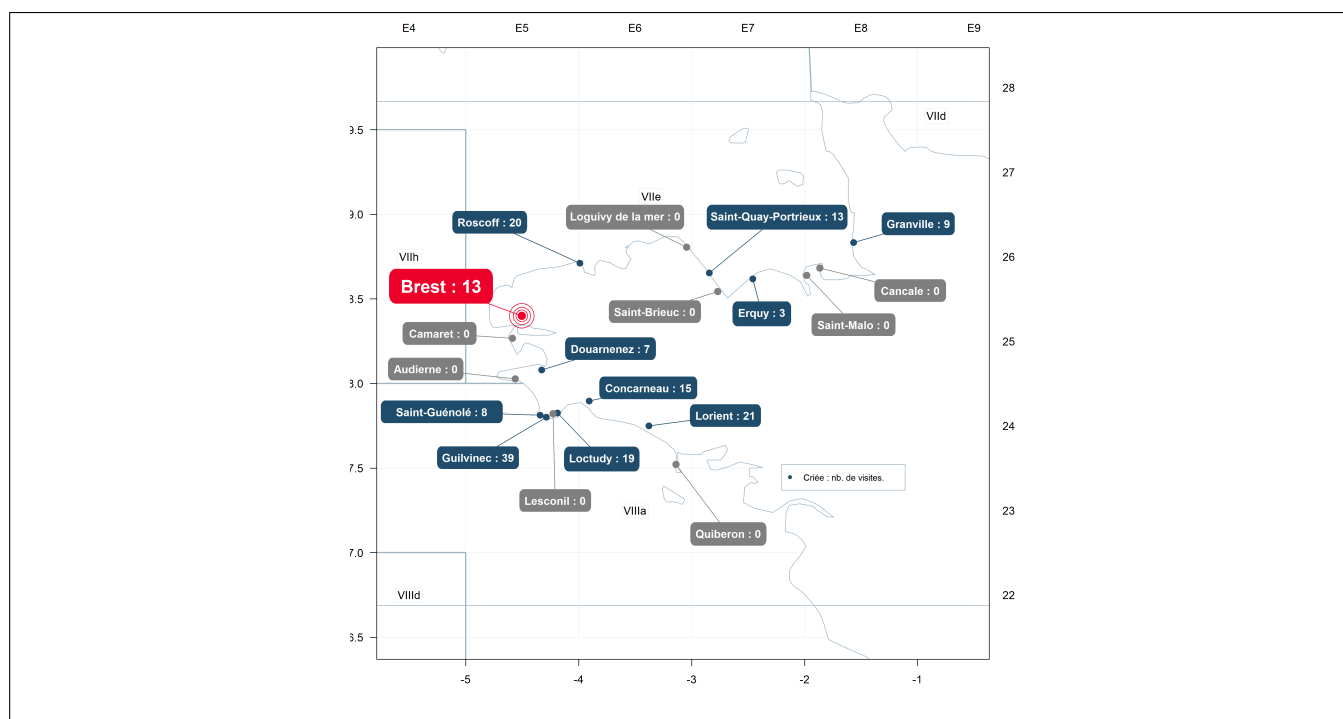 E4 E5 E6 E7 E8 E9
28
VIId
9.5
27
VIIe
Roscoff : 20
Loguivy de la mer : 0
Saint-Quay-Portrieux : 13
9.0
Granville : 9
VIIh
26
Brest : 13
Cancale : 0
3.5
Saint-Brieuc : 0
Erquy : 3
Saint-Malo : 0
Camaret : 0
25
Douarnenez : 7
Audierne : 0
3.0
Concarneau : 15
Saint-Guénolé : 8
Lorient : 21
24
Guilvinec : 39
Loctudy : 19
7.5
Criée : nb. de visites.
Lesconil : 0
VIIIa
23
Quiberon : 0
7.0
VIIId
22
6.5
-5 -4 -3 -2 -1